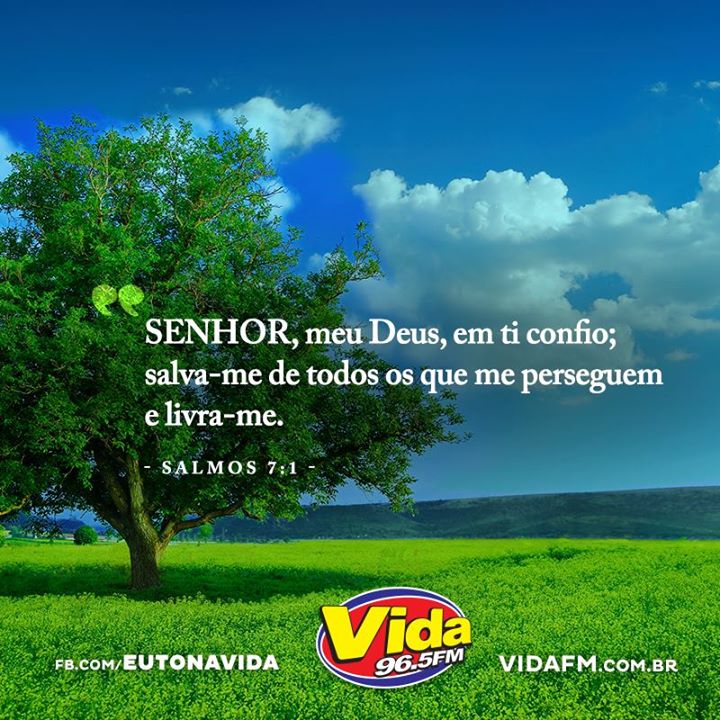 SENHOR, meu Deus, em ti confio;
salva-me de todos os que me perseguem
e livra-me.
- SALMOS 7:1 -
FB.COM/EUTONAVIDA
Vida
96.5FM
VIDAFM.COM.BR